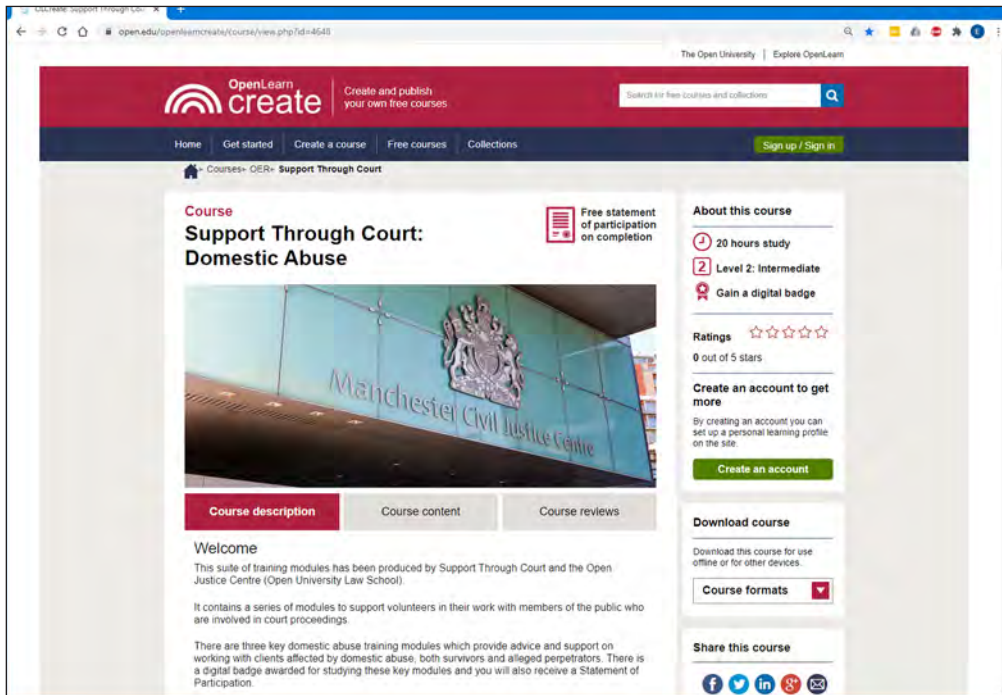 OLCreate: Support Through Cou
open.edu/openlearncreate/course/view.php?id=4640
The Open University | Explore OpenLearn
OpenLearn
create
Create and publish
your own free courses
Search for free courses and collections
Home Get started Create a course Free courses Collections Sign up / Sign in
Courses» OER» Support Through Court
Course
Support Through Court:
Domestic Abuse
Free statement
of participation
on completion
Manchester Civil Justice Centre
Course description Course content Course reviews
Welcome
This suite of training modules has been produced by Support Through Court and the Open
Justice Centre (Open University Law School).
It contains a series of modules to support volunteers in their work with members of the public who
are involved in court proceedings.
There are three key domestic abuse training modules which provide advice and support on
working with clients affected by domestic abuse, both survivors and alleged perpetrators. There is
a digital badge awarded for studying these key modules and you will also receive a Statement of
Participation.
About this course
20 hours study
2 Level 2: Intermediate
Gain a digital badge
Ratings
0 out of 5 stars
Create an account to get
more
By creating an account you can
set up a personal learning profile
on the site.
Create an account
Download course
Download this course for use
offline or for other devices.
Course formats
Share this course